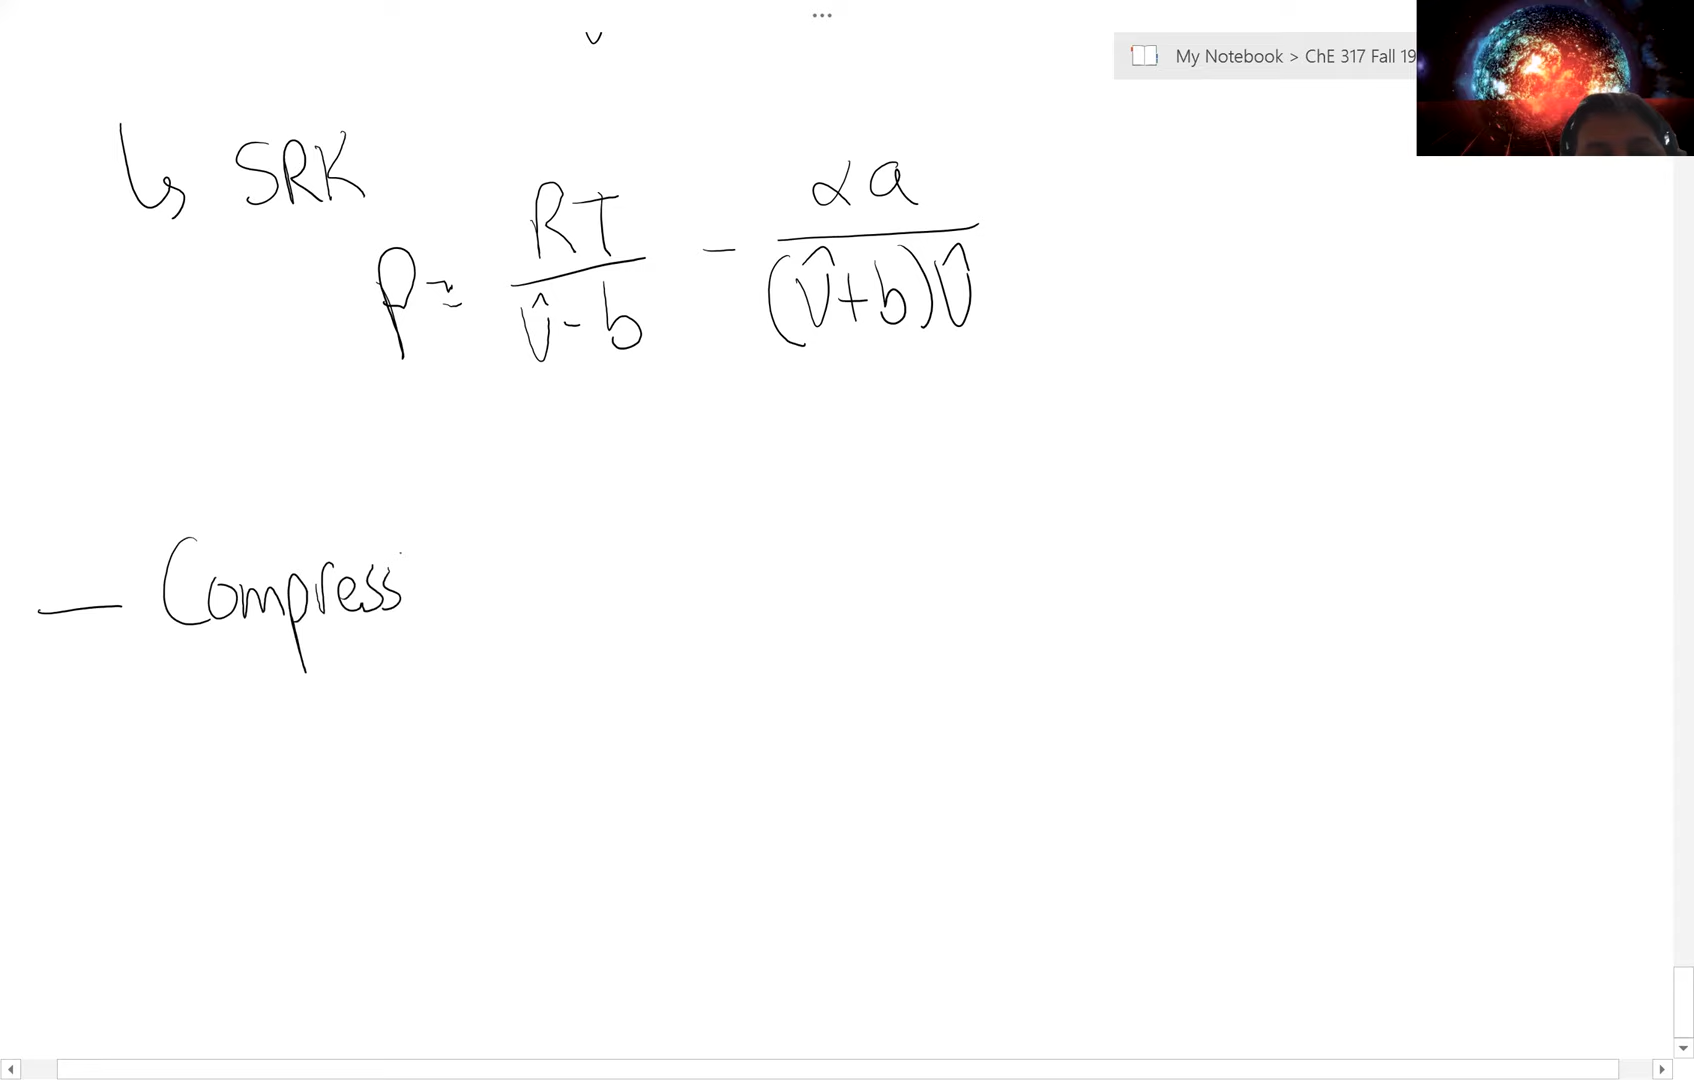 My Notebook > ChE 317 Fall 19
↳ SRK
P = RT / (V̂ - b) - αa / ((V̂ + b)V̂)
— Compress